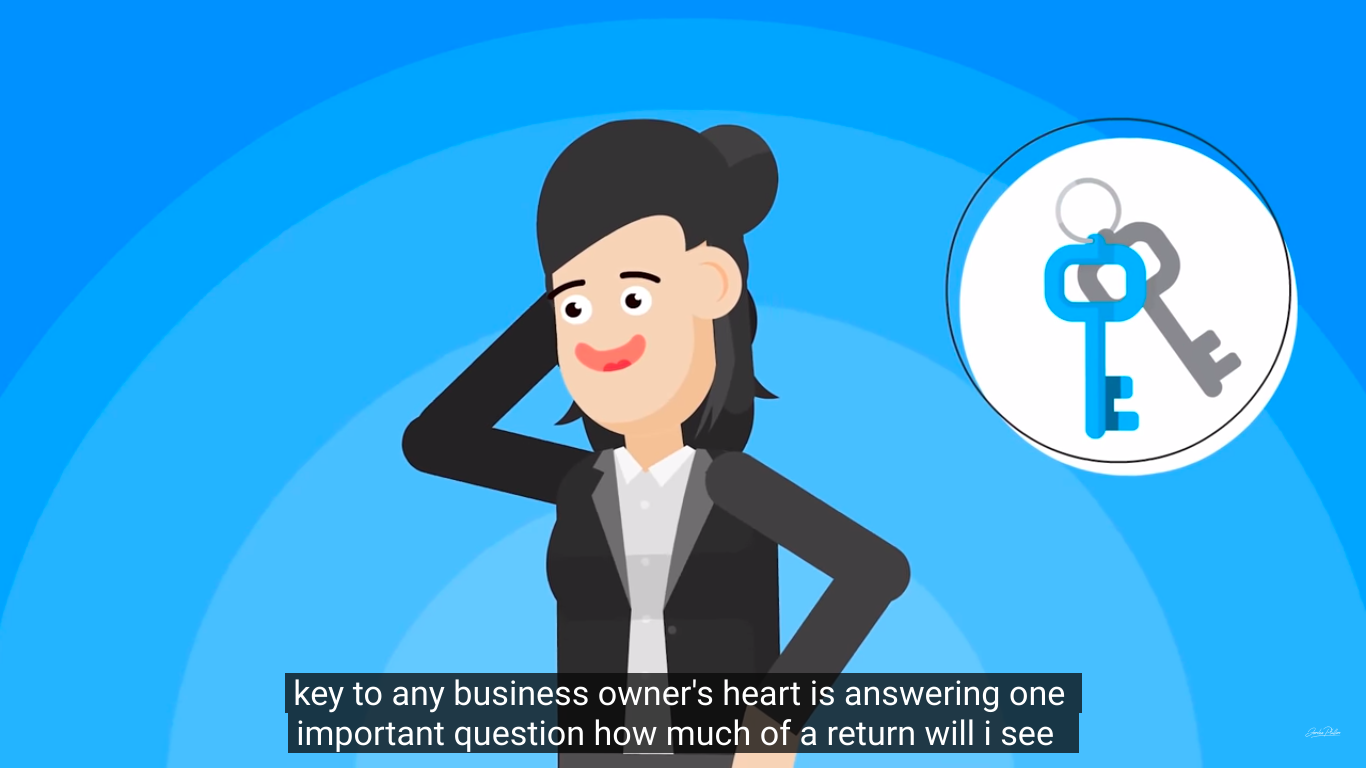 key to any business owner's heart is answering one
important question how much of a return will i see